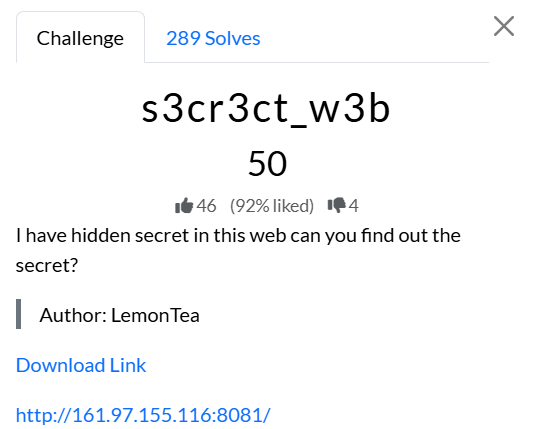 Challenge
289 Solves
s3cr3ct_w3b
50
46 (92% liked) 4
I have hidden secret in this web can you find out the
secret?
Author: LemonTea
Download Link
http://161.97.155.116:8081/